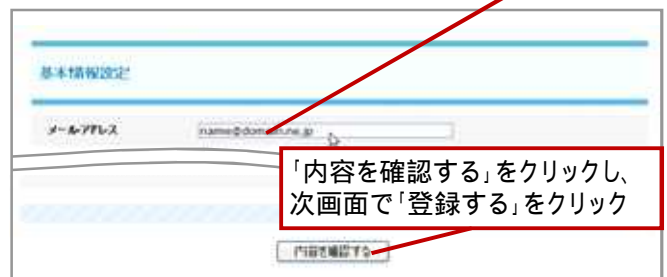 基本情報設定
メールアドレス
name@domain.ne.jp
「内容を確認する」をクリックし、
次画面で「登録する」をクリック
内容を確認する